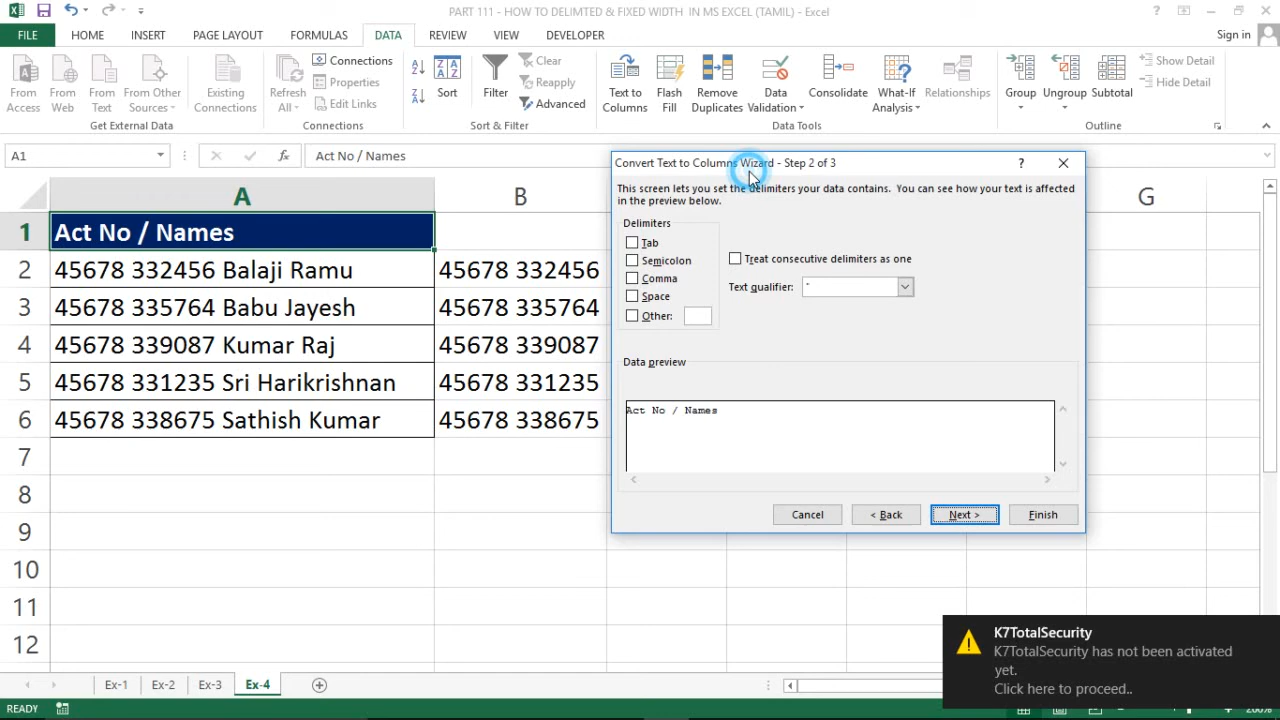 PART 111 - HOW TO DELIMTED & FIXED WIDTH IN MS EXCEL (TAMIL) - Excel
FILE HOME INSERT PAGE LAYOUT FORMULAS DATA REVIEW VIEW DEVELOPER Sign in
From Access
From Web
From Text
From Other Sources
Existing Connections
Get External Data
Refresh All
Connections
Properties
Edit Links
Connections
Sort
Filter
Clear
Reapply
Advanced
Sort & Filter
Text to Columns
Flash Fill
Remove Duplicates
Data Validation
Consolidate
What-If Analysis
Relationships
Data Tools
Group
Ungroup
Subtotal
Show Detail
Hide Detail
Outline
A1 fx Act No / Names
A B G
1 Act No / Names
2 45678 332456 Balaji Ramu 45678 332456
3 45678 335764 Babu Jayesh 45678 335764
4 45678 339087 Kumar Raj 45678 339087
5 45678 331235 Sri Harikrishnan 45678 331235
6 45678 338675 Sathish Kumar 45678 338675
7
8
9
10
11
12
Convert Text to Columns Wizard - Step 2 of 3 ?
This screen lets you set the delimiters your data contains. You can see how your text is affected
in the preview below.
Delimiters
Tab
Semicolon
Comma
Space
Other:
Treat consecutive delimiters as one
Text qualifier: "
Data preview
Act No / Names
Cancel < Back Next > Finish
K7TotalSecurity
K7TotalSecurity has not been activated
yet.
Click here to proceed..
Ex-1 Ex-2 Ex-3 Ex-4
READY